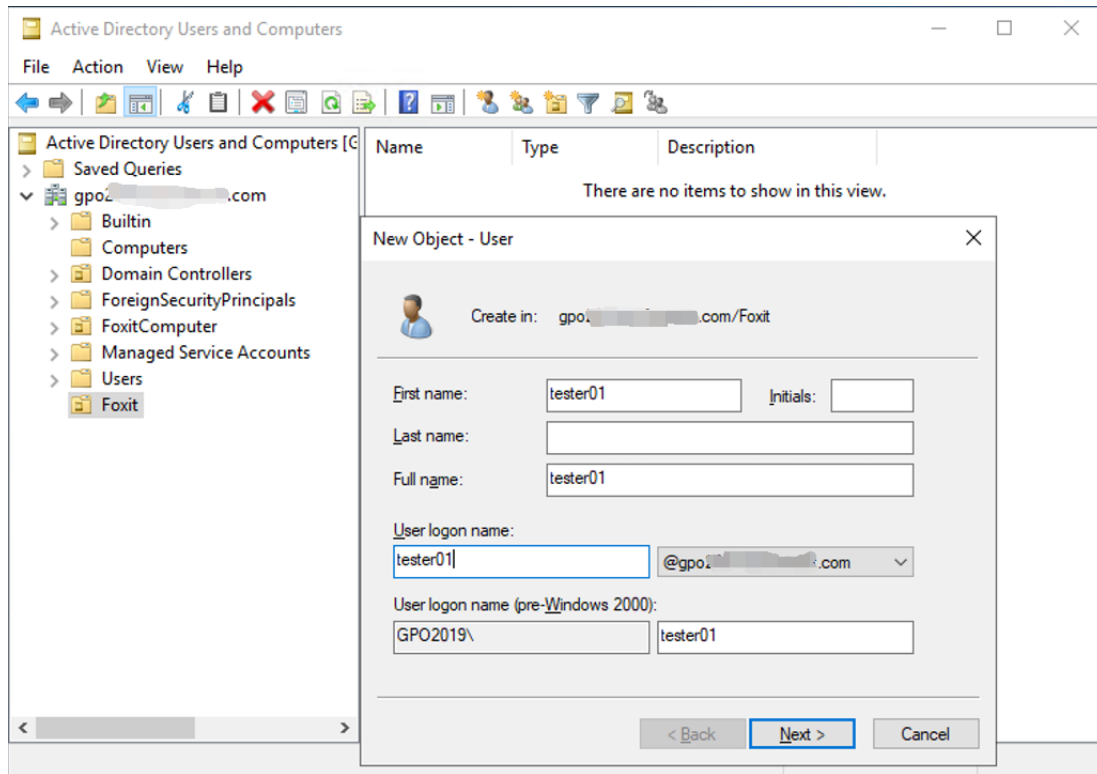 Active Directory Users and Computers
File Action View Help
Active Directory Users and Computers [G
Name Type Description
Saved Queries
There are no items to show in this view.
.com
Builtin
Computers
Domain Controllers
ForeignSecurityPrincipals
FoxitComputer
Managed Service Accounts
Users
Foxit
New Object - User
Create in: .com/Foxit
First name: tester01 Initials:
Last name:
Full name: tester01
User logon name:
tester01 .com
User logon name (pre-Windows 2000):
GPO2019\ tester01
< Back Next > Cancel